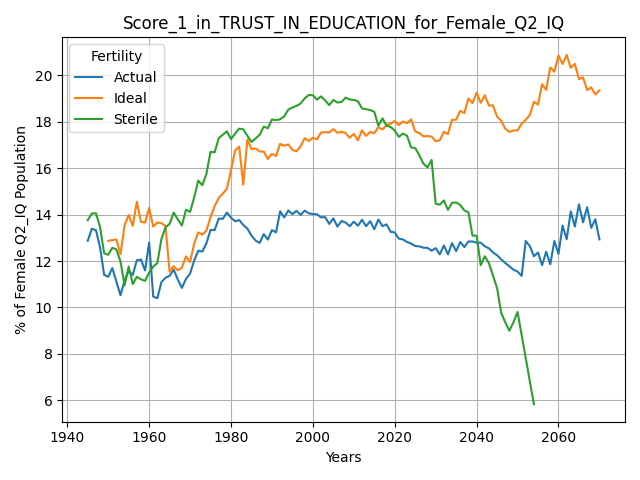 Score_1_in_TRUST_IN_EDUCATION_for_Female_Q2_IQ
Fertility
Actual
Ideal
Sterile
% of Female Q2_IQ Population
20
18
16
14
12
10
8
6
1940
1960
1980
2000
2020
2040
2060
Years